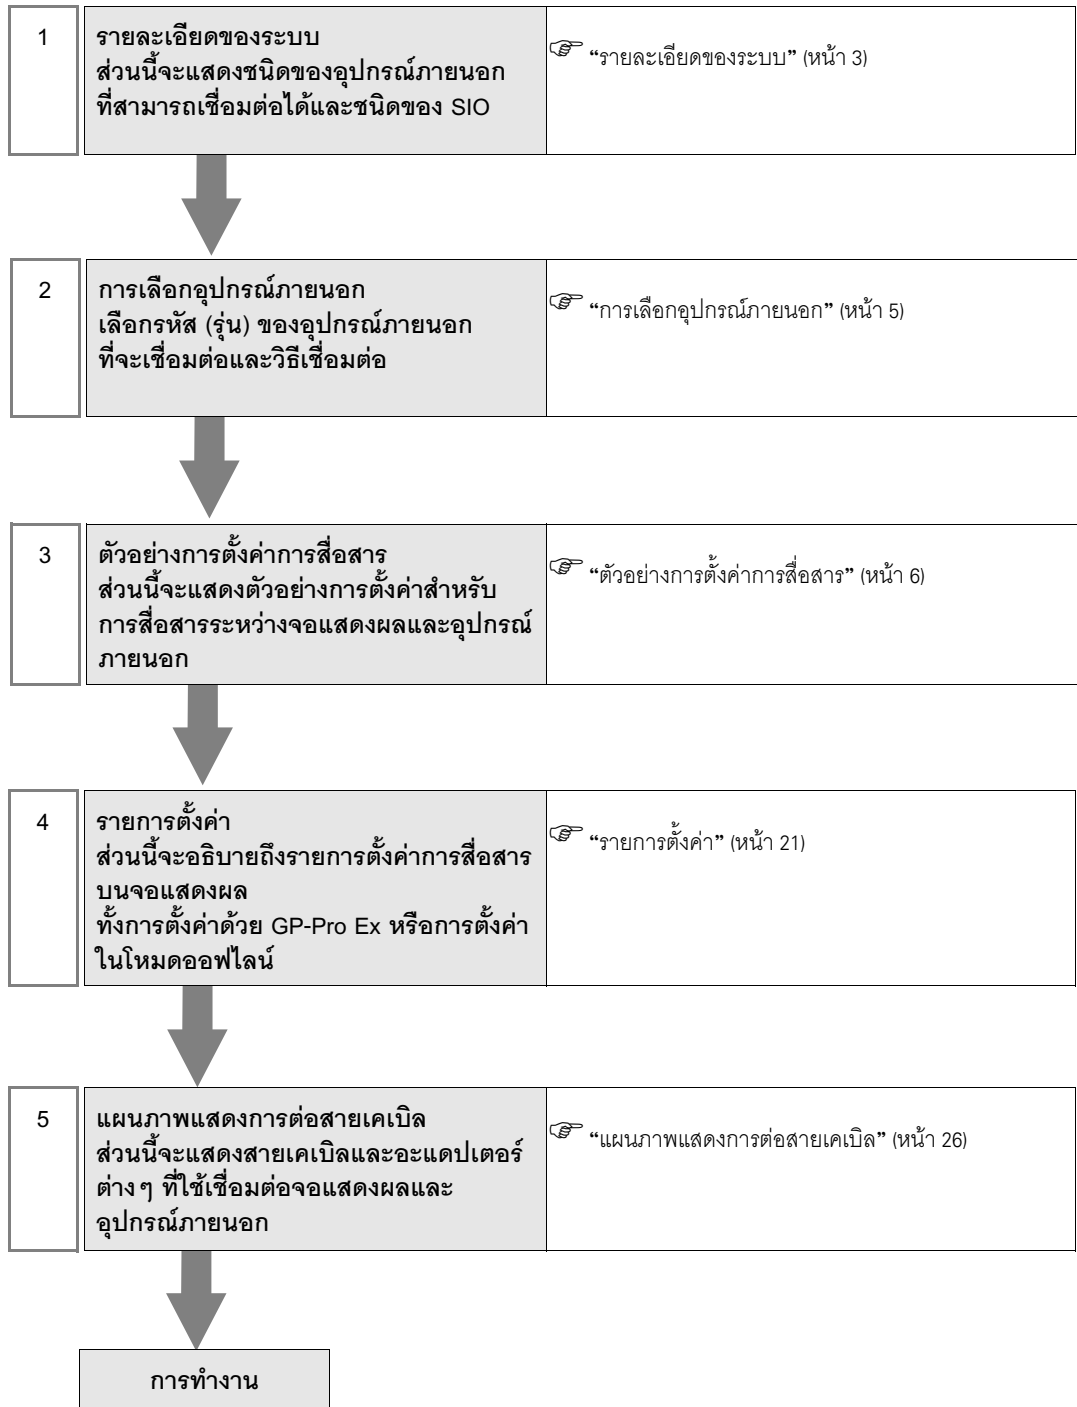 1
รายละเอียดของระบบ
ส่วนนี้จะแสดงชนิดของอุปกรณ์ภายนอก
ที่สามารถเชื่อมต่อได้และชนิดของ SIO
“รายละเอียดของระบบ” (หน้า 3)
2
การเลือกอุปกรณ์ภายนอก
เลือกรหัส (รุ่น) ของอุปกรณ์ภายนอก
ที่จะเชื่อมต่อและวิธีเชื่อมต่อ
“การเลือกอุปกรณ์ภายนอก” (หน้า 5)
3
ตัวอย่างการตั้งค่าการสื่อสาร
ส่วนนี้จะแสดงตัวอย่างการตั้งค่าสำหรับ
การสื่อสารระหว่างจอแสดงผลและอุปกรณ์
ภายนอก
“ตัวอย่างการตั้งค่าการสื่อสาร” (หน้า 6)
4
รายการตั้งค่า
ส่วนนี้จะอธิบายถึงรายการตั้งค่าการสื่อสาร
บนจอแสดงผล
ทั้งการตั้งค่าด้วย GP-Pro Ex หรือการตั้งค่า
ในโหมดออฟไลน์
“รายการตั้งค่า” (หน้า 21)
5
แผนภาพแสดงการต่อสายเคเบิล
ส่วนนี้จะแสดงสายเคเบิลและอะแดปเตอร์
ต่างๆ ที่ใช้เชื่อมต่อจอแสดงผลและ
อุปกรณ์ภายนอก
“แผนภาพแสดงการต่อสายเคเบิล” (หน้า 26)
การทำงาน